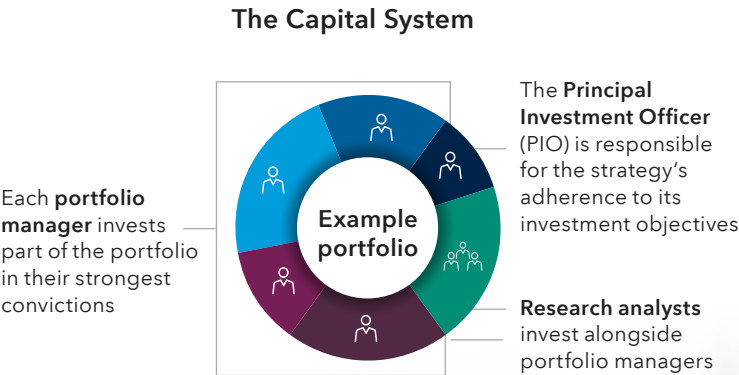 The Capital System
Each portfolio
manager invests
part of the portfolio
in their strongest
convictions
Example
portfolio
The Principal
Investment Officer
(PIO) is responsible
for the strategy's
adherence to its
investment objectives
Research analysts
invest alongside
portfolio managers